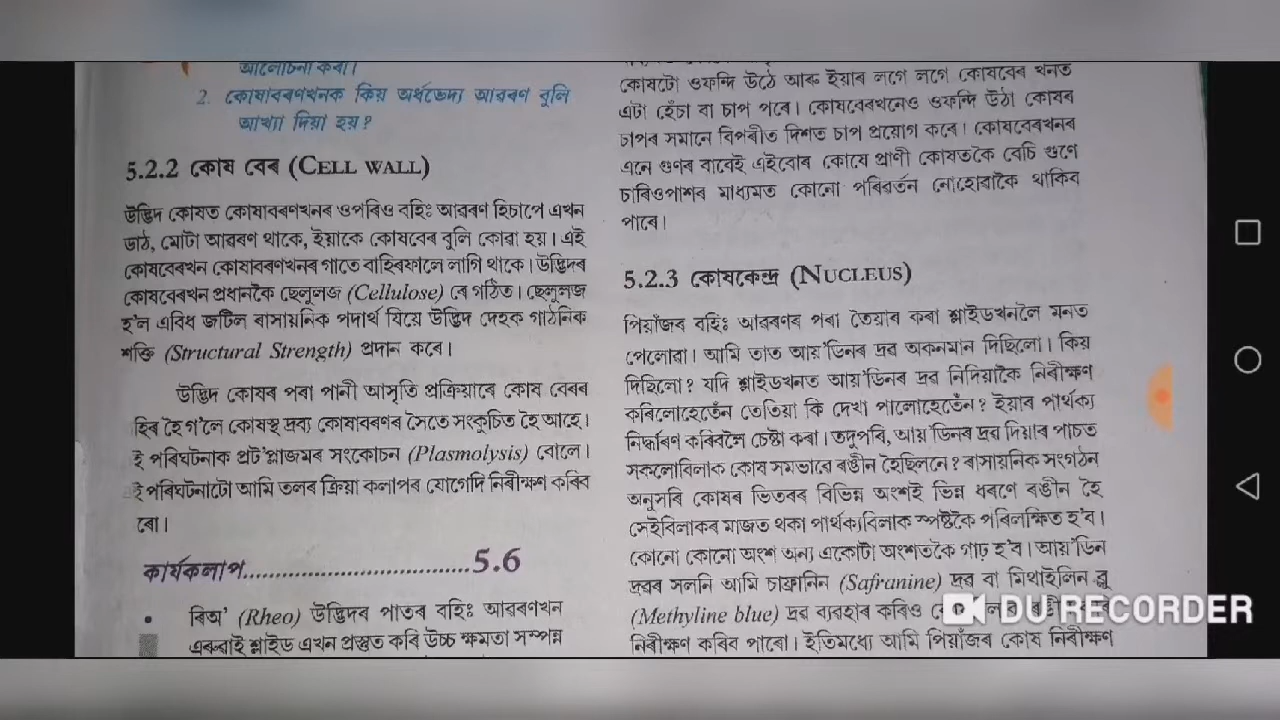 আলোচনা কৰা।
2. কোষাবৰণখনক কিয় অৰ্ধভেদ্য আৱৰণ বুলি
আখ্যা দিয়া হয়?
5.2.2 কোষ বেৰ (CELL WALL)
উদ্ভিদ কোষত কোষাবৰণখনৰ ওপৰিও বহিঃ আৱৰণ হিচাপে এখন
ডাঠ, মোটা আৱৰণ থাকে, ইয়াকে কোষবেৰ বুলি কোৱা হয়। এই
কোষবেৰখন কোষাবৰণখনৰ গাতে বাহিৰফালে লাগি থাকে। উদ্ভিদৰ
কোষবেৰখন প্ৰধানকৈ ছেলুলজ (Cellulose) ৰে গঠিত। ছেলুলজ
হ'ল এবিধ জটিল ৰাসায়নিক পদাৰ্থ যিয়ে উদ্ভিদ দেহক গাঠনিক
শক্তি (Structural Strength) প্ৰদান কৰে।
উদ্ভিদ কোষৰ পৰা পানী আসৃতি প্ৰক্ৰিয়াৰে কোষ বেৰৰ
হিৰ হৈ গ'লে কোষস্থ দ্ৰব্য কোষাবৰণৰ সৈতে সংকুচিত হৈ আহে।
ই পৰিঘটনাক প্ৰট'প্লাজমৰ সংকোচন (Plasmolysis) বোলে।
ই পৰিঘটনাটো আমি তলৰ ক্ৰিয়া কলাপৰ যোগেদি নিৰীক্ষণ কৰিব
ৰো।
কাৰ্যকলাপ.....................................5.6
• ৰিঅ' (Rheo) উদ্ভিদৰ পাতৰ বহিঃ আৱৰণখন
এৰুৱাই শ্লাইড এখন প্ৰস্তুত কৰি উচ্চ ক্ষমতা সম্পন্ন
কোষটো ওফন্দি উঠে আৰু ইয়াৰ লগে লগে কোষবেৰ খনত
এটা হেঁচা বা চাপ পৰে। কোষবেৰখনেও ওফন্দি উঠা কোষৰ
চাপৰ সমানে বিপৰীত দিশত চাপ প্ৰয়োগ কৰে। কোষবেৰখনৰ
এনে গুণৰ বাবেই এইবোৰ কোষে প্ৰাণী কোষতকৈ বেচি গুণে
চাৰিওপাশৰ মাধ্যমত কোনো পৰিৱৰ্তন নোহোৱাকৈ থাকিব
পাৰে।
5.2.3 কোষকেন্দ্ৰ (NUCLEUS)
পিয়াঁজৰ বহিঃ আৱৰণৰ পৰা তৈয়াৰ কৰা শ্লাইডখনলৈ মনত
পেলোৱা। আমি তাত আয়'ডিনৰ দ্ৰৱ অকনমান দিছিলো। কিয়
দিছিলো? যদি শ্লাইডখনত আয়'ডিনৰ দ্ৰৱ নিদিয়াকৈ নিৰীক্ষণ
কৰিলোহেতেঁন তেতিয়া কি দেখা পালোহেতেঁন? ইয়াৰ পাৰ্থক্য
নিৰ্দ্ধাৰণ কৰিবলৈ চেষ্টা কৰা। তদুপৰি, আয়'ডিনৰ দ্ৰৱ দিয়াৰ পাচত
সকলোবিলাক কোষ সমভাৱে ৰঙীন হৈছিলনে? ৰাসায়নিক সংগঠন
অনুসৰি কোষৰ ভিতৰৰ বিভিন্ন অংশই ভিন্ন ধৰণে ৰঙীন হৈ
সেইবিলাকৰ মাজত থকা পাৰ্থক্যবিলাক স্পষ্টকৈ পৰিলক্ষিত হ'ব।
কোনো কোনো অংশ অন্য একোটা অংশতকৈ গাঢ় হ'ব। আয়'ডিন
দ্ৰৱৰ সলনি আমি চাফ্ৰানিন (Safranine) দ্ৰৱ বা মিথাইলিন ব্লু
(Methyline blue) দ্ৰৱ ব্যৱহাৰ কৰিও
নিৰীক্ষণ কৰিব পাৰো। ইতিমধ্যে আমি পিয়াঁজৰ কোষ নিৰীক্ষণ
DU RECORDER